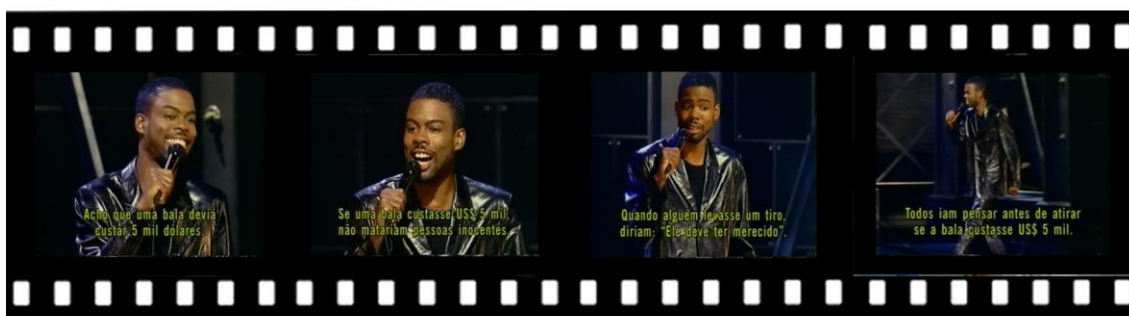 Acho que uma bala devia
custar 5 mil dólares.
Se uma bala custasse US$ 5 mil,
não matariam pessoas inocentes.
Quando alguém levasse um tiro,
diriam: "Ele deve ter merecido".
Todos iam pensar antes de atirar
se a bala custasse US$ 5 mil.